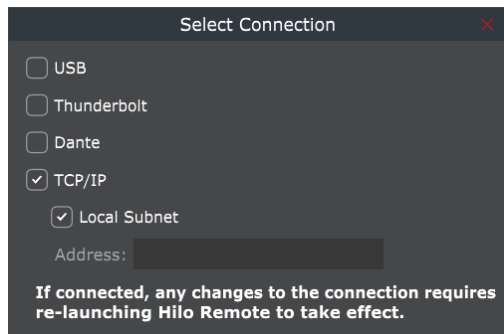 Select Connection
USB
Thunderbolt
Dante
TCP/IP
Local Subnet
Address:
If connected, any changes to the connection requires
re-launching Hilo Remote to take effect.